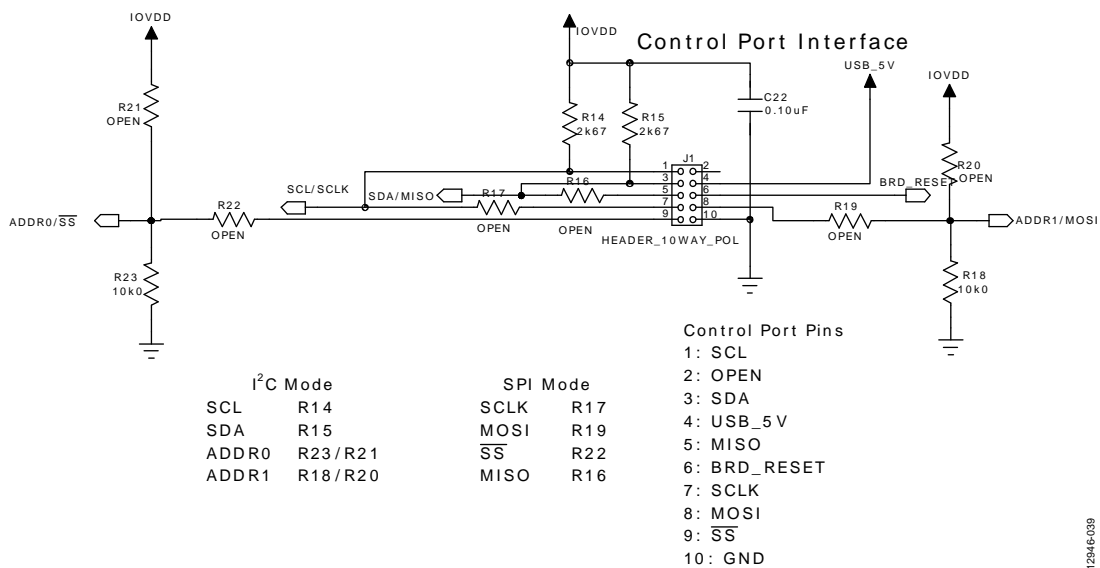 IOVDD
IOVDD
Control Port Interface
USB_5V
IOVDD
R21
OPEN
R14
2k67
R15
2k67
C22
0.10uF
J1
1
2
3
4
5
6
7
8
9
10
HEADER_10WAY_POL
R20
OPEN
BRD_RESET
SCL/SCLK
SDA/MISO
R17
OPEN
R16
OPEN
ADDR0/SS
R22
OPEN
R19
OPEN
ADDR1/MOSI
R23
10k0
R18
10k0
I²C Mode
SCL R14
SDA R15
ADDR0 R23/R21
ADDR1 R18/R20
SPI Mode
SCLK R17
MOSI R19
SS R22
MISO R16
Control Port Pins
1: SCL
2: OPEN
3: SDA
4: USB_5V
5: MISO
6: BRD_RESET
7: SCLK
8: MOSI
9: SS
10: GND
12946-039